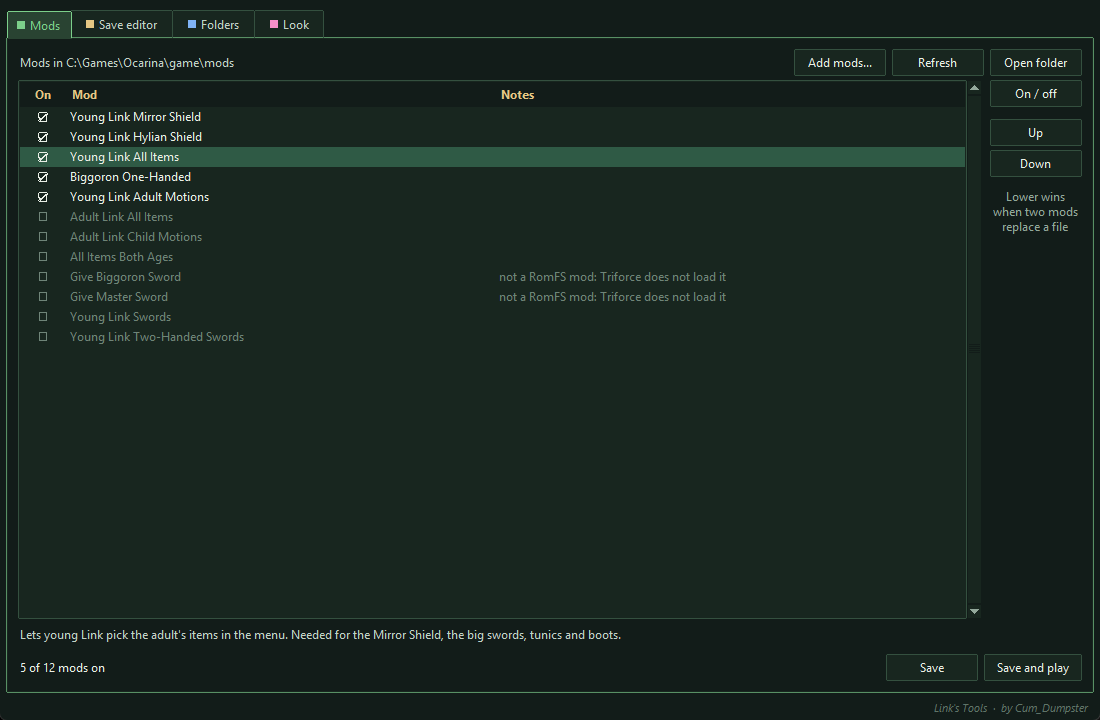 Mods Save editor Folders Look
Mods in C:\Games\Ocarina\game\mods
Add mods... Refresh Open folder
On Mod Notes
On / off
Young Link Mirror Shield
Young Link Hylian Shield
Up
Young Link All Items
Down
Biggoron One-Handed
Young Link Adult Motions
Lower wins
when two mods
replace a file
Adult Link All Items
Adult Link Child Motions
All Items Both Ages
Give Biggoron Sword not a RomFS mod: Triforce does not load it
Give Master Sword not a RomFS mod: Triforce does not load it
Young Link Swords
Young Link Two-Handed Swords
Lets young Link pick the adult's items in the menu. Needed for the Mirror Shield, the big swords, tunics and boots.
5 of 12 mods on
Save Save and play
Link's Tools · by Cum_Dumpster